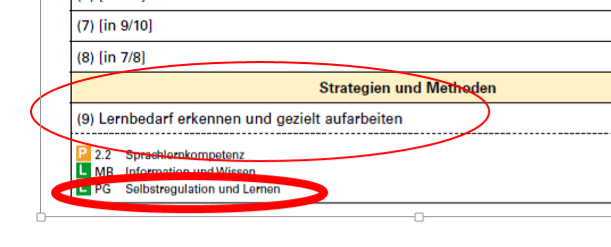 (7) [in 9/10]
(8) [in 7/8]
Strategien und Methoden
(9) Lernbedarf erkennen und gezielt aufarbeiten
P 2.2 Sprachlernkompetenz
L MB Information und Wissen
L PG Selbstregulation und Lernen